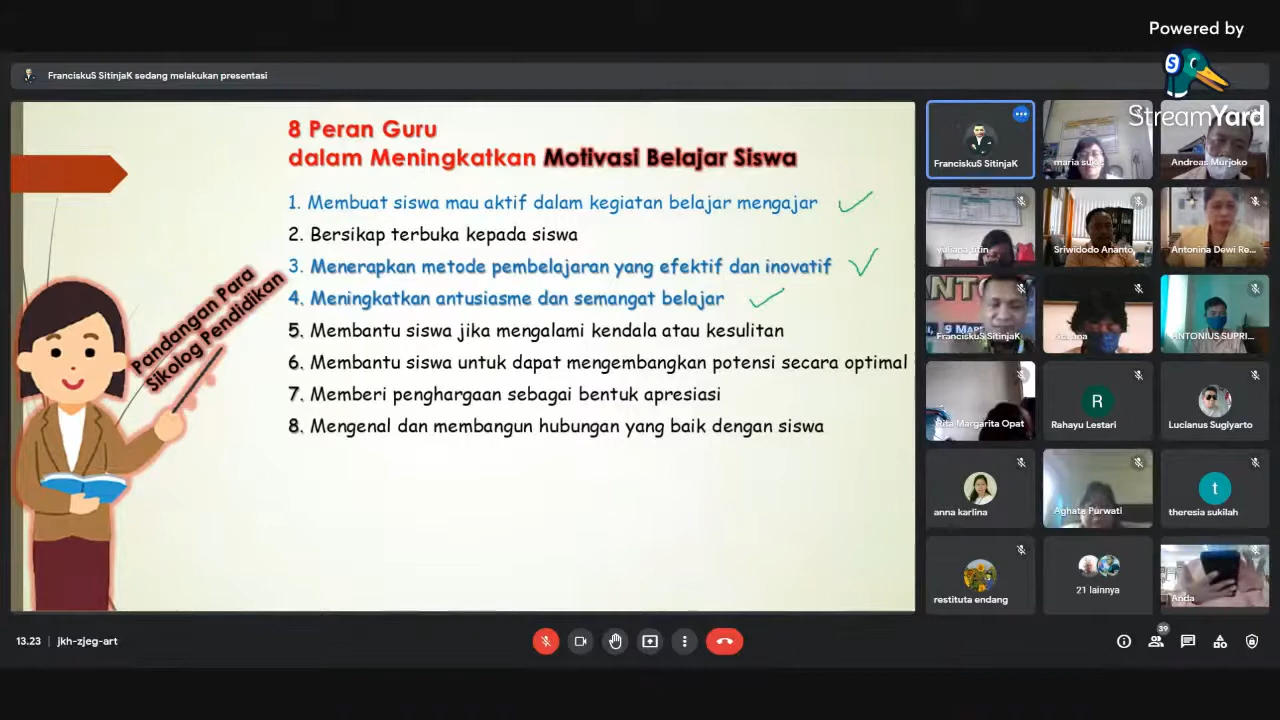 Powered by
StreamYard
FranciskuS SitinjaK sedang melakukan presentasi
8 Peran Guru
dalam Meningkatkan Motivasi Belajar Siswa
1. Membuat siswa mau aktif dalam kegiatan belajar mengajar
2. Bersikap terbuka kepada siswa
3. Menerapkan metode pembelajaran yang efektif dan inovatif
4. Meningkatkan antusiasme dan semangat belajar
5. Membantu siswa jika mengalami kendala atau kesulitan
6. Membantu siswa untuk dapat mengembangkan potensi secara optimal
7. Memberi penghargaan sebagai bentuk apresiasi
8. Mengenal dan membangun hubungan yang baik dengan siswa
Pandangan Para
Sikolog Pendidikan
FranciskuS SitinjaK
maria
Andreas Murjoko
yuliana titin
Sriwidodo Ananto
Antonina Dewi Re...
FranciskuS SitinjaK
ANTONIUS SUPRI...
Rita Margarita Opat
R
Rahayu Lestari
Lucianus Sugiyarto
anna karlina
Aghata Purwati
t
theresia sukilah
restituta endang
21 lainnya
Anda
13.23 | jkh-zjeg-art
39